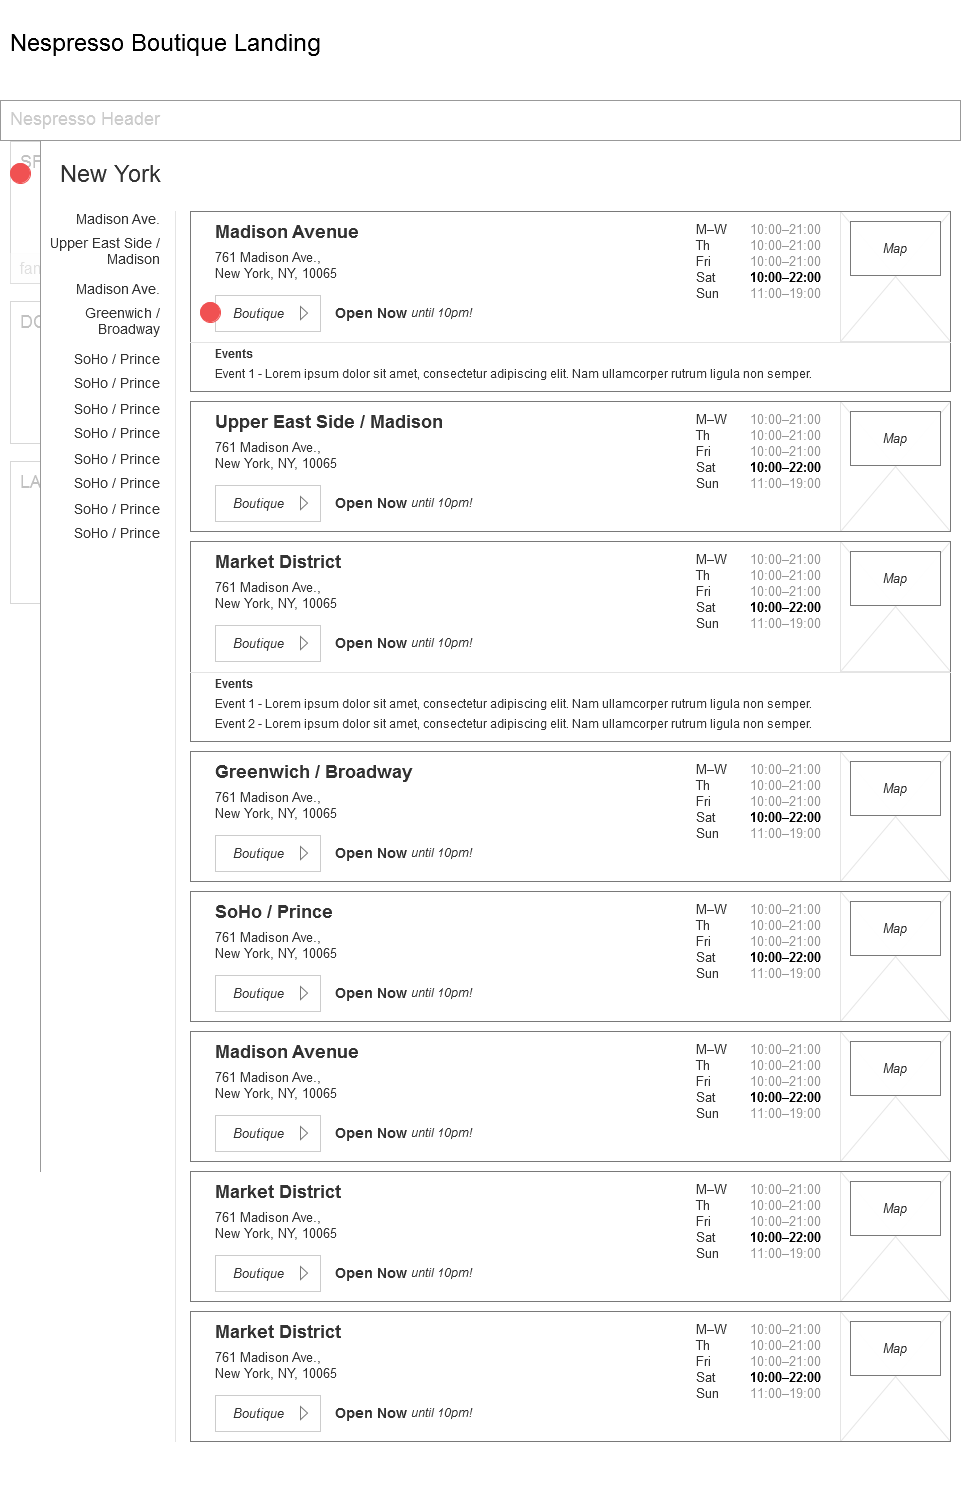 Nespresso Boutique Landing
Nespresso Header
SF
fan
DO
LA
New York
Madison Ave.
Upper East Side /
Madison
Madison Ave.
Greenwich /
Broadway
SoHo / Prince
SoHo / Prince
SoHo / Prince
SoHo / Prince
SoHo / Prince
SoHo / Prince
SoHo / Prince
SoHo / Prince
Madison Avenue
761 Madison Ave.,
New York, NY, 10065
Boutique Open Now until 10pm!
M–W 10:00–21:00
Th 10:00–21:00
Fri 10:00–21:00
Sat 10:00–22:00
Sun 11:00–19:00
Map
Events
Event 1 - Lorem ipsum dolor sit amet, consectetur adipiscing elit. Nam ullamcorper rutrum ligula non semper.
Upper East Side / Madison
761 Madison Ave.,
New York, NY, 10065
Boutique Open Now until 10pm!
M–W 10:00–21:00
Th 10:00–21:00
Fri 10:00–21:00
Sat 10:00–22:00
Sun 11:00–19:00
Map
Market District
761 Madison Ave.,
New York, NY, 10065
Boutique Open Now until 10pm!
M–W 10:00–21:00
Th 10:00–21:00
Fri 10:00–21:00
Sat 10:00–22:00
Sun 11:00–19:00
Map
Events
Event 1 - Lorem ipsum dolor sit amet, consectetur adipiscing elit. Nam ullamcorper rutrum ligula non semper.
Event 2 - Lorem ipsum dolor sit amet, consectetur adipiscing elit. Nam ullamcorper rutrum ligula non semper.
Greenwich / Broadway
761 Madison Ave.,
New York, NY, 10065
Boutique Open Now until 10pm!
M–W 10:00–21:00
Th 10:00–21:00
Fri 10:00–21:00
Sat 10:00–22:00
Sun 11:00–19:00
Map
SoHo / Prince
761 Madison Ave.,
New York, NY, 10065
Boutique Open Now until 10pm!
M–W 10:00–21:00
Th 10:00–21:00
Fri 10:00–21:00
Sat 10:00–22:00
Sun 11:00–19:00
Map
Madison Avenue
761 Madison Ave.,
New York, NY, 10065
Boutique Open Now until 10pm!
M–W 10:00–21:00
Th 10:00–21:00
Fri 10:00–21:00
Sat 10:00–22:00
Sun 11:00–19:00
Map
Market District
761 Madison Ave.,
New York, NY, 10065
Boutique Open Now until 10pm!
M–W 10:00–21:00
Th 10:00–21:00
Fri 10:00–21:00
Sat 10:00–22:00
Sun 11:00–19:00
Map
Market District
761 Madison Ave.,
New York, NY, 10065
Boutique Open Now until 10pm!
M–W 10:00–21:00
Th 10:00–21:00
Fri 10:00–21:00
Sat 10:00–22:00
Sun 11:00–19:00
Map